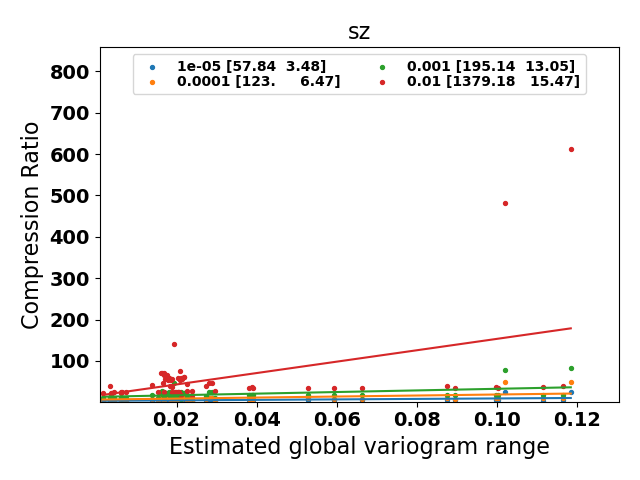 sz
1e-05 [57.84  3.48]
0.0001 [123.     6.47]
0.001 [195.14  13.05]
0.01 [1379.18   15.47]
800
700
600
500
400
300
200
100
Compression Ratio
0.02 0.04 0.06 0.08 0.10 0.12
Estimated global variogram range